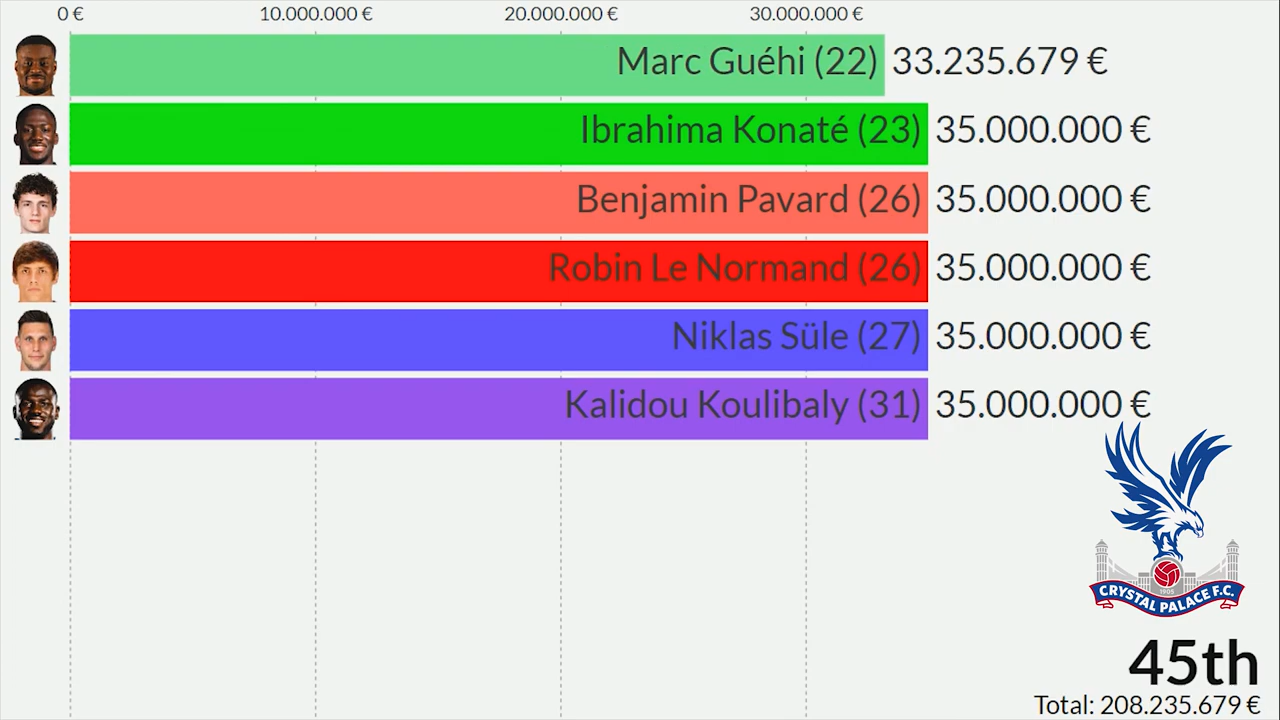 0 € 10.000.000 € 20.000.000 € 30.000.000 €
Marc Guéhi (22) 33.235.679 €
Ibrahima Konaté (23) 35.000.000 €
Benjamin Pavard (26) 35.000.000 €
Robin Le Normand (26) 35.000.000 €
Niklas Süle (27) 35.000.000 €
Kalidou Koulibaly (31) 35.000.000 €
1905
CRYSTAL PALACE F.C.
45th
Total: 208.235.679 €